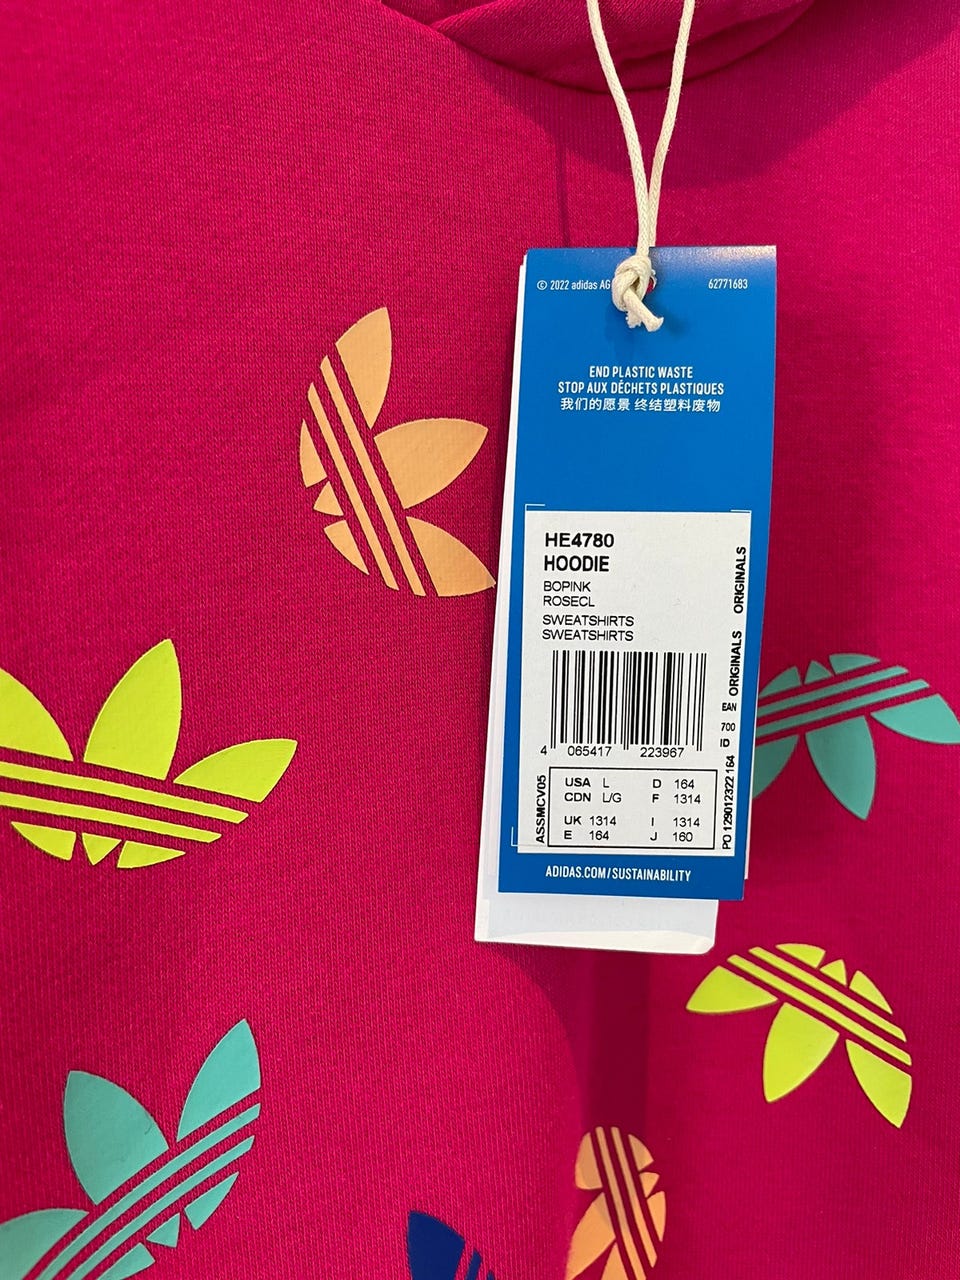 © 2022 adidas AG
62771683
END PLASTIC WASTE
STOP AUX DÉCHETS PLASTIQUES
我们的愿景 终结塑料废物
HE4780
HOODIE
BOPINK
ROSECL
SWEATSHIRTS
SWEATSHIRTS
ORIGINALS
ORIGINALS
EAN
700
ID
4 065417 223967
ASSMCV05
USA L D 164
CDN L/G F 1314
UK 1314 I 1314
E 164 J 160
PO 129012322 164
ADIDAS.COM/SUSTAINABILITY